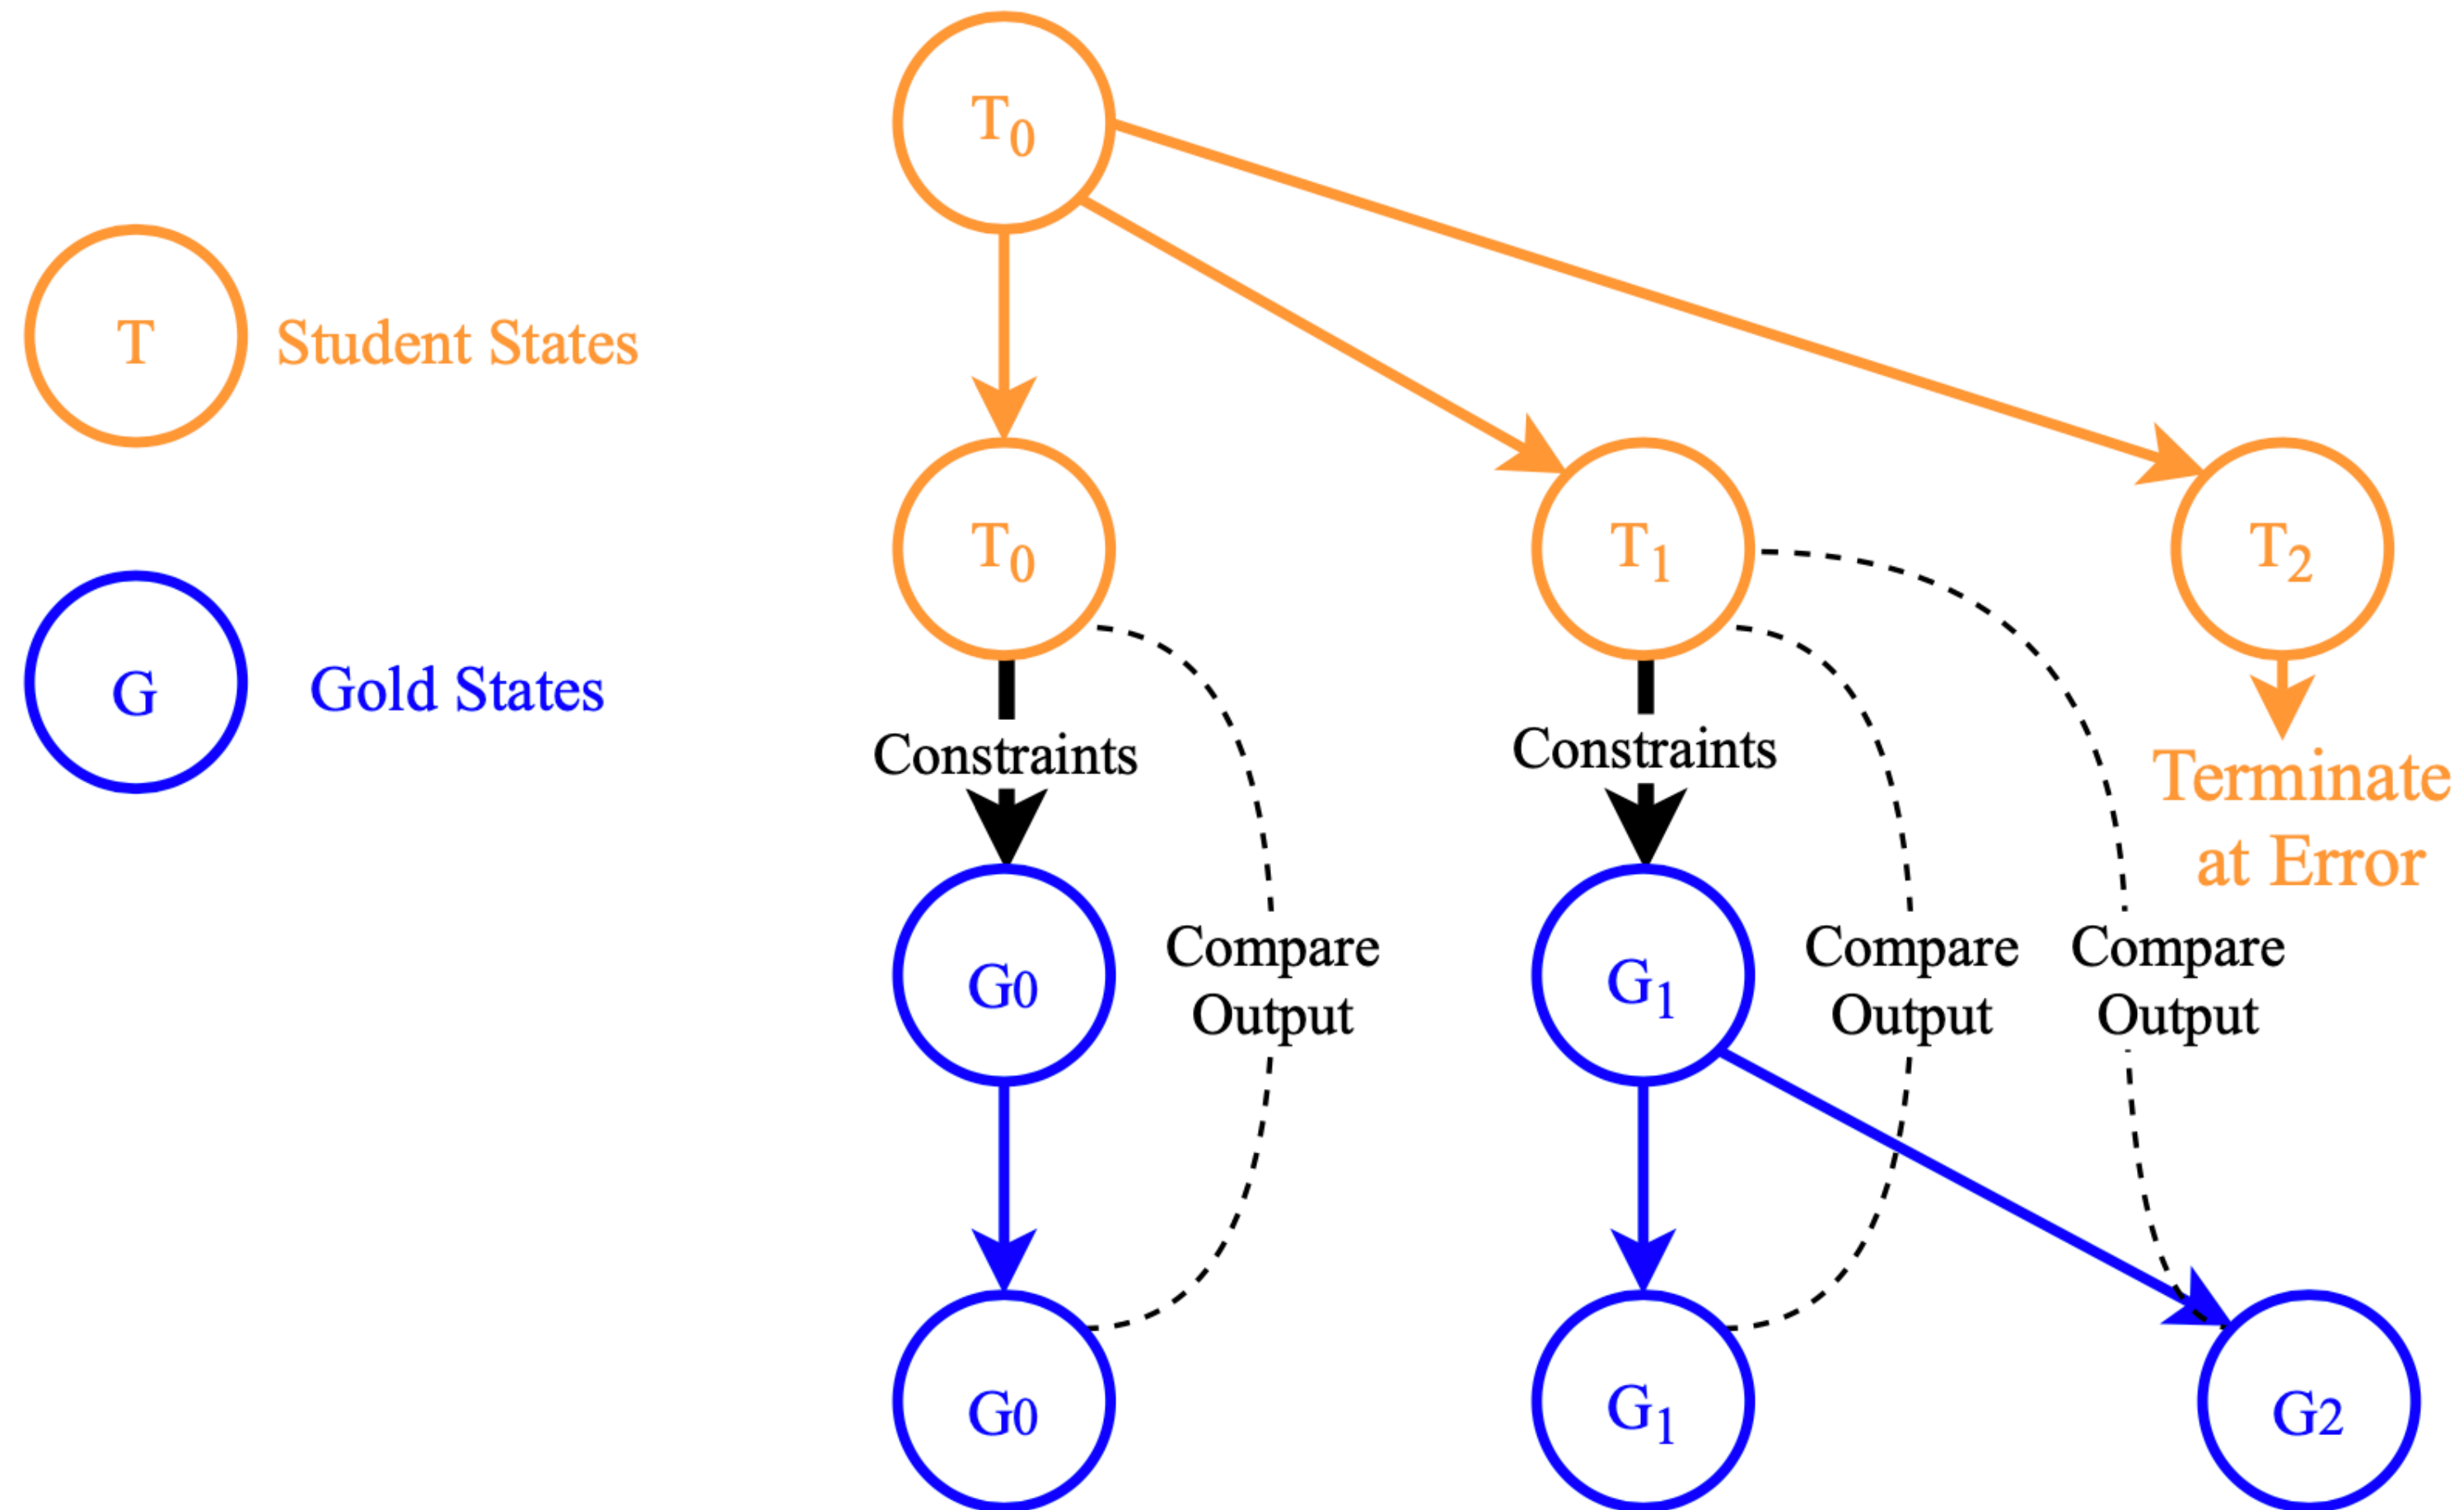 T₀
T Student States
T₀ T₁ T₂
G Gold States
Constraints Constraints
Terminate
at Error
G0 G₁
Compare Compare Compare
Output Output Output
G0 G₁ G2